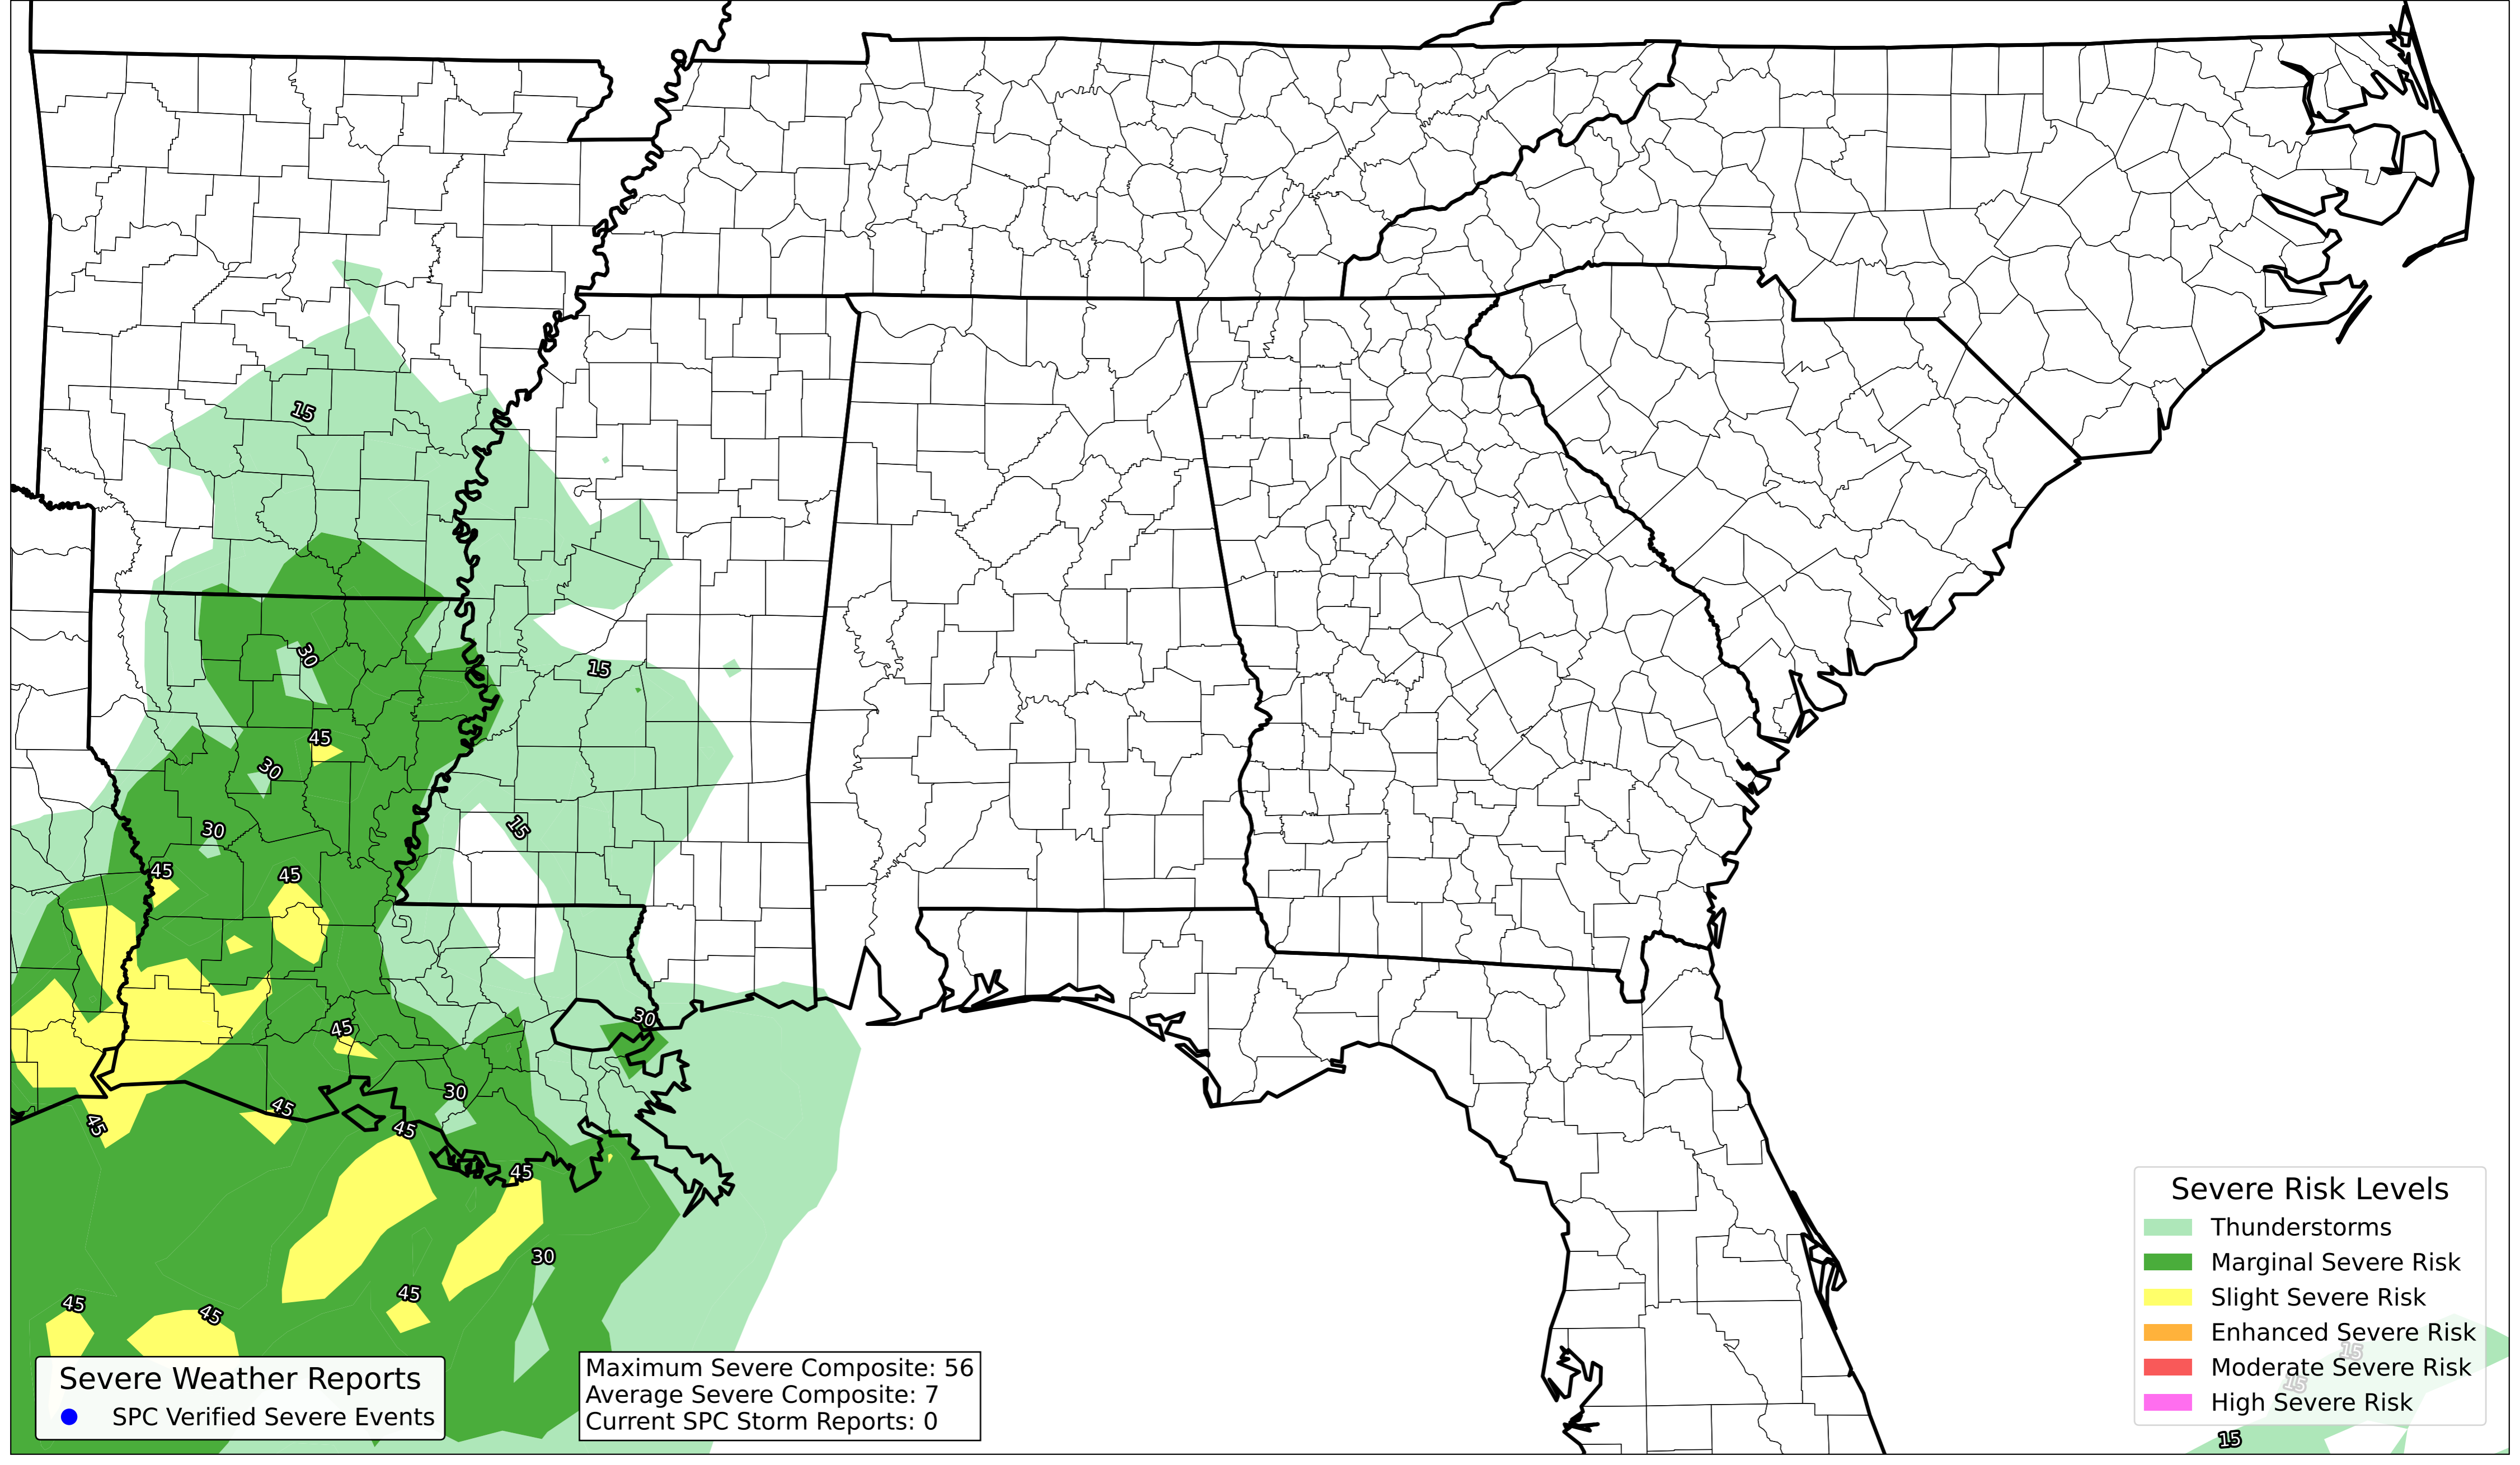 15
30
15
45
30
15
30
45
45
30
45
30
45
45
45
45
30
45
45
45
Severe Risk Levels
Thunderstorms
Marginal Severe Risk
Slight Severe Risk
Enhanced Severe Risk
Moderate Severe Risk
High Severe Risk
15
15
15
Severe Weather Reports
SPC Verified Severe Events
Maximum Severe Composite: 56
Average Severe Composite: 7
Current SPC Storm Reports: 0